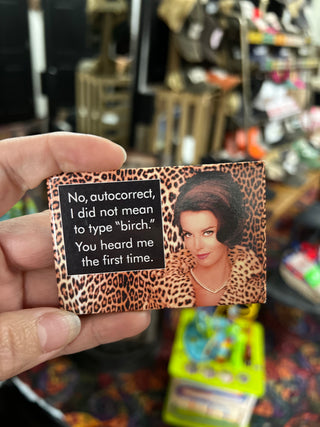 No, autocorrect,
I did not mean
to type “birch.”
You heard me
the first time.